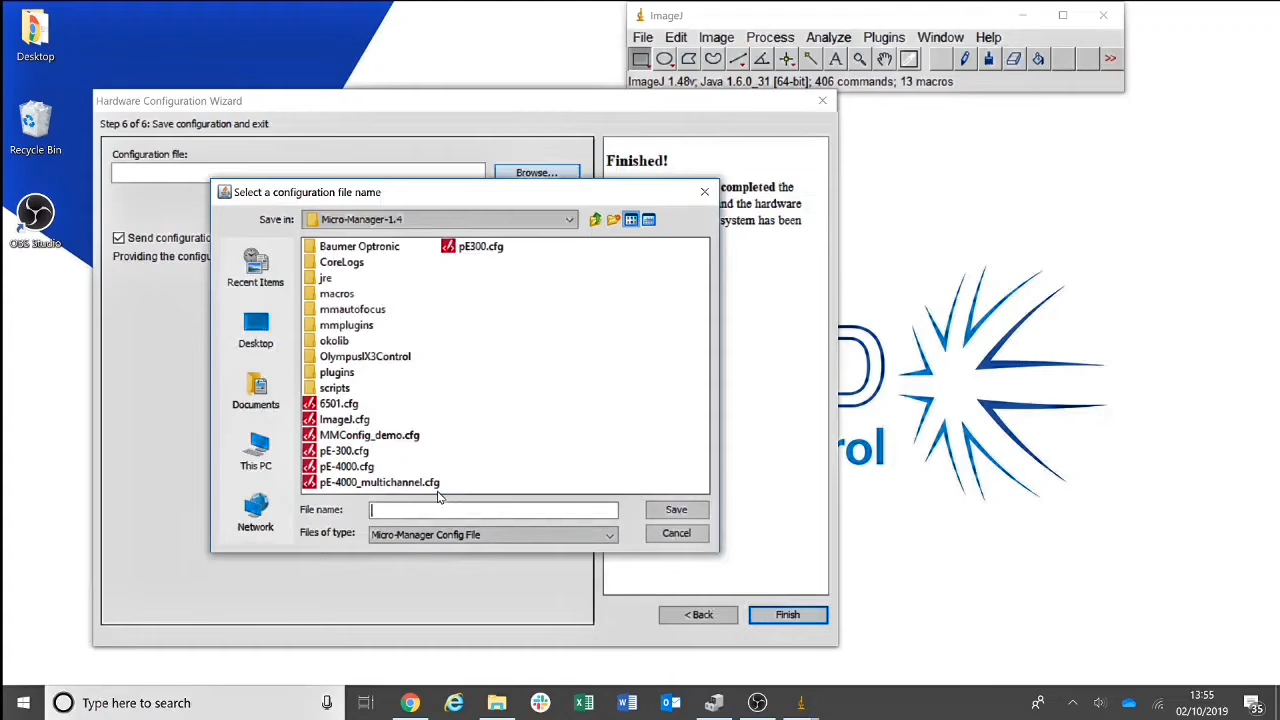 Desktop
Recycle Bin
OBS Studio
ImageJ
File Edit Image Process Analyze Plugins Window Help
A
>>
ImageJ 1.48v; Java 1.6.0_31 [64-bit]; 406 commands; 13 macros
Hardware Configuration Wizard
Step 6 of 6: Save configuration and exit
Configuration file:
Browse...
Send configuratio
Providing the configu
Finished!
completed the
nd the hardware
system has been
Select a configuration file name
Save in: Micro-Manager-1.4
Recent Items
Desktop
Documents
This PC
Network
Baumer Optronic
CoreLogs
jre
macros
mmautofocus
mmplugins
okolib
OlympusIX3Control
plugins
scripts
6501.cfg
ImageJ.cfg
MMConfig_demo.cfg
pE-300.cfg
pE-4000.cfg
pE-4000_multichannel.cfg
pE300.cfg
File name:
Save
Files of type: Micro-Manager Config File
Cancel
< Back
Finish
D
rol
Type here to search
13:55
02/10/2019
35